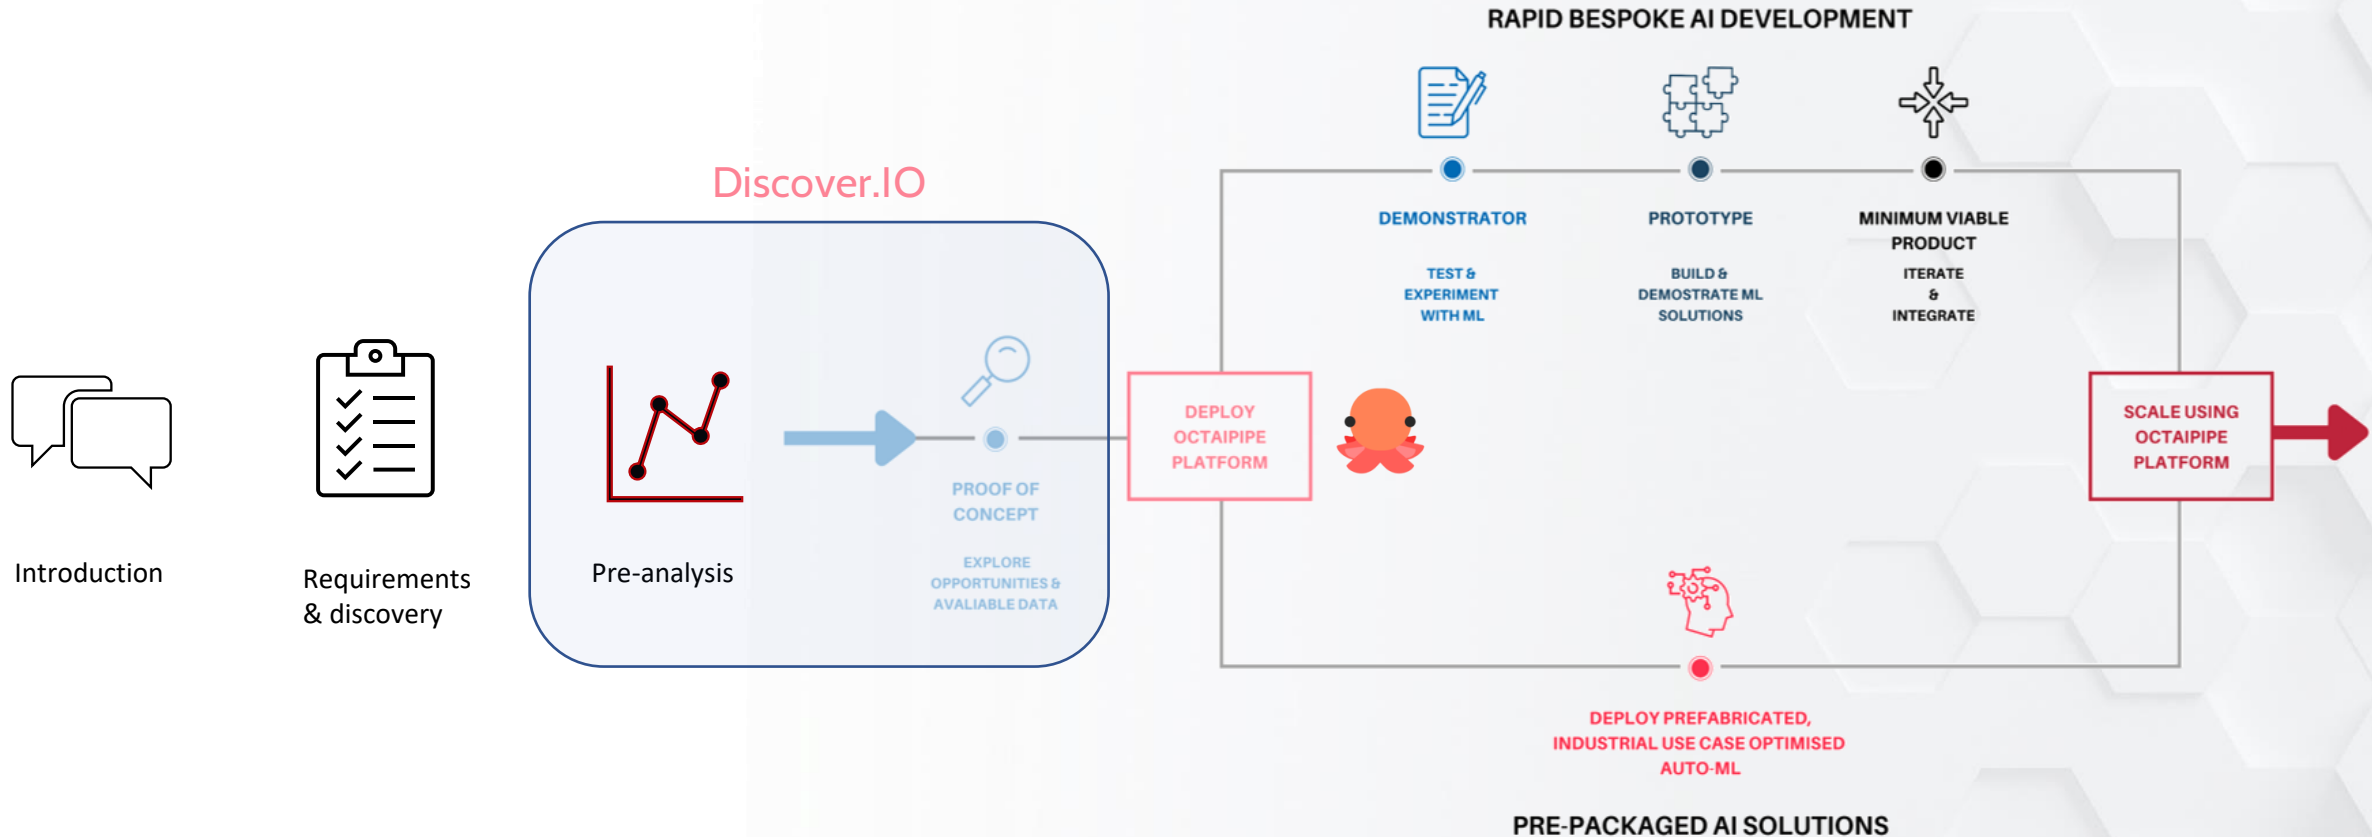 RAPID BESPOKE AI DEVELOPMENT
Discover.IO
DEMONSTRATOR
TEST &
EXPERIMENT
WITH ML
PROTOTYPE
BUILD &
DEMOSTRATE ML
SOLUTIONS
MINIMUM VIABLE
PRODUCT
ITERATE
&
INTEGRATE
Introduction
Requirements
& discovery
Pre-analysis
PROOF OF
CONCEPT
EXPLORE
OPPORTUNITIES &
AVALIABLE DATA
DEPLOY
OCTAIPIPE
PLATFORM
SCALE USING
OCTAIPIPE
PLATFORM
DEPLOY PREFABRICATED,
INDUSTRIAL USE CASE OPTIMISED
AUTO-ML
PRE-PACKAGED AI SOLUTIONS